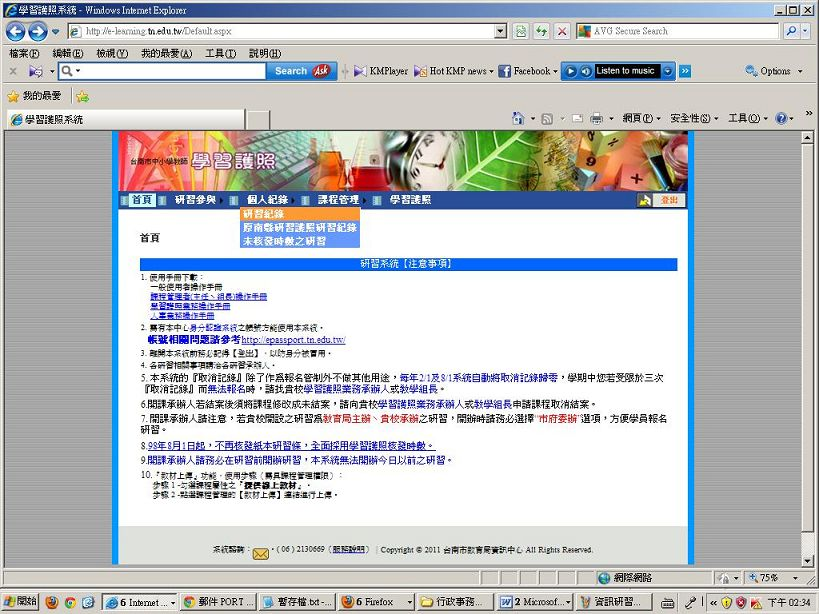 學習護照系統 - Windows Internet Explorer
http://e-learning.tn.edu.tw/Default.aspx
AVG Secure Search
檔案(F) 編輯(E) 檢視(V) 我的最愛(A) 工具(T) 說明(H)
Search Ask KMPlayer Hot KMP news Facebook Listen to music Options
我的最愛
學習護照系統
網頁(P) 安全性(S) 工具(O)
台南市中小學教師 學習護照
首頁 研習參與 個人紀錄 課程管理 學習護照 登出
研習紀錄
原南縣研習護照研習紀錄
未核發時數之研習
首頁
研習系統【注意事項】
1. 使用手冊下載：
一般使用者操作手冊
課程管理者(主任、組長)操作手冊
學習護照業務操作手冊
人事業務操作手冊
2. 需有本中心身分認證系統之帳號方能使用本系統。
帳號相關問題請參考http://epassport.tn.edu.tw/
3. 離開本系統前務必記得【登出】，以防身分被冒用。
4. 各研習相關事項請洽各研習承辦人。
5. 本系統的『取消記錄』除了作為報名管制外不做其他用途，每年2/1及8/1系統自動將取消記錄歸零，學期中您若受限於三次
『取消記錄』而無法報名時，請找貴校學習護照業務承辦人或教學組長。
6.開課承辦人若結案後須將課程修改成未結案，請向貴校學習護照業務承辦人或教學組長申請課程取消結案。
7. 開課承辦人請注意，若貴校開設之研習為教育局主辦、貴校承辦之研習，開辦時請務必選擇"市府委辦"選項，方便學員報名
研習。
8.98年8月1日起，不再核發紙本研習條，全面採用學習護照核發時數。
9.開課承辦人請務必在研習前開辦研習，本系統無法開辦今日以前之研習。
10.『教材上傳』功能，使用步驟（需具課程管理權限）：
步驟 1 -勾選課程屬性之「提供線上教材」。
步驟 2 -點選課程管理的【教材上傳】連結進行上傳。
系統諮詢： ‧( 06 ) 2130669（服務說明） | Copyright © 2011 台南市教育局資訊中心 All Rights Reserved.
網際網路 75%
開始 6 Internet ... 郵件 PORT ... 暫存檔.txt -... 6 Firefox 行政事務... 2 Microsof... 資訊研習... 下午 02:34